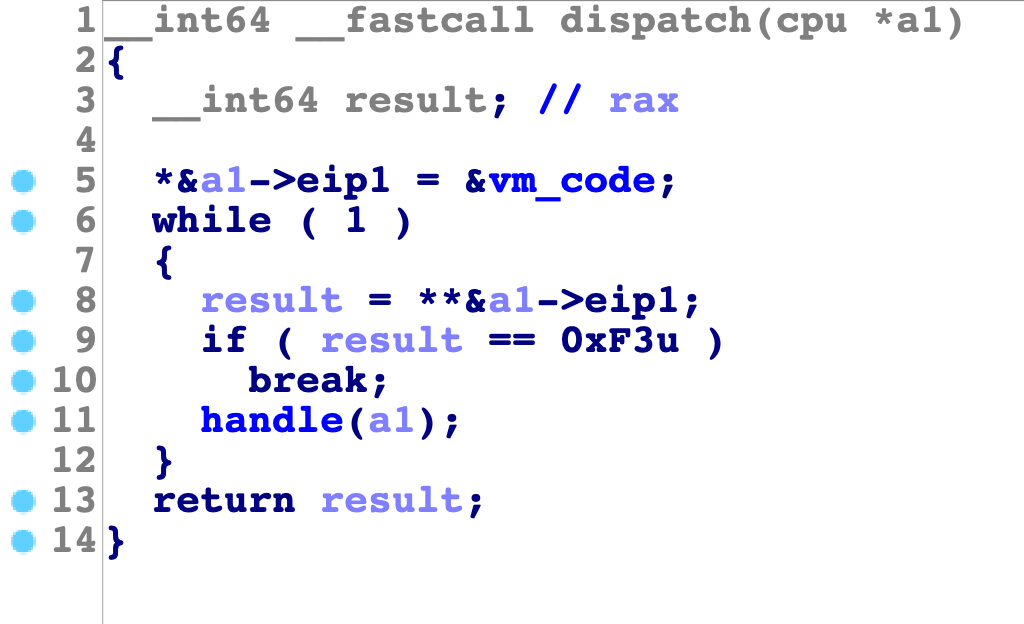 1 __int64 __fastcall dispatch(cpu *a1)
2 {
3   __int64 result; // rax
4
5   *&a1->eip1 = &vm_code;
6   while ( 1 )
7   {
8     result = **&a1->eip1;
9     if ( result == 0xF3u )
10       break;
11     handle(a1);
12   }
13   return result;
14 }